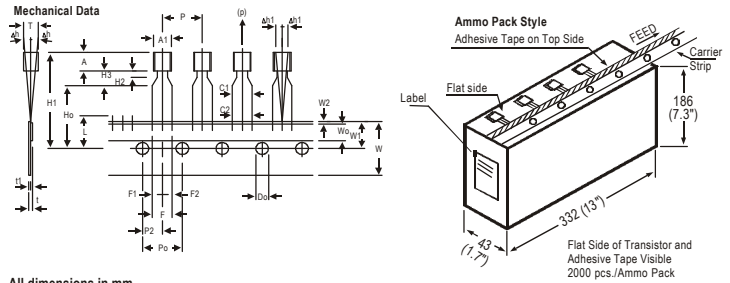 Mechanical Data
T
Δh
Δh
A
H3
H2
H1
Ho
L
t1
t
P
A1
(p)
Δh1
Δh1
C1
C2
W2
Wo
W1
W
F1
F2
F
Do
P2
Po
Ammo Pack Style
Adhesive Tape on Top Side
FEED
Carrier
Strip
Flat side
Label
186
(7.3")
332 (13")
43
(1.7")
Flat Side of Transistor and
Adhesive Tape Visible
2000 pcs./Ammo Pack
All dimensions in mm